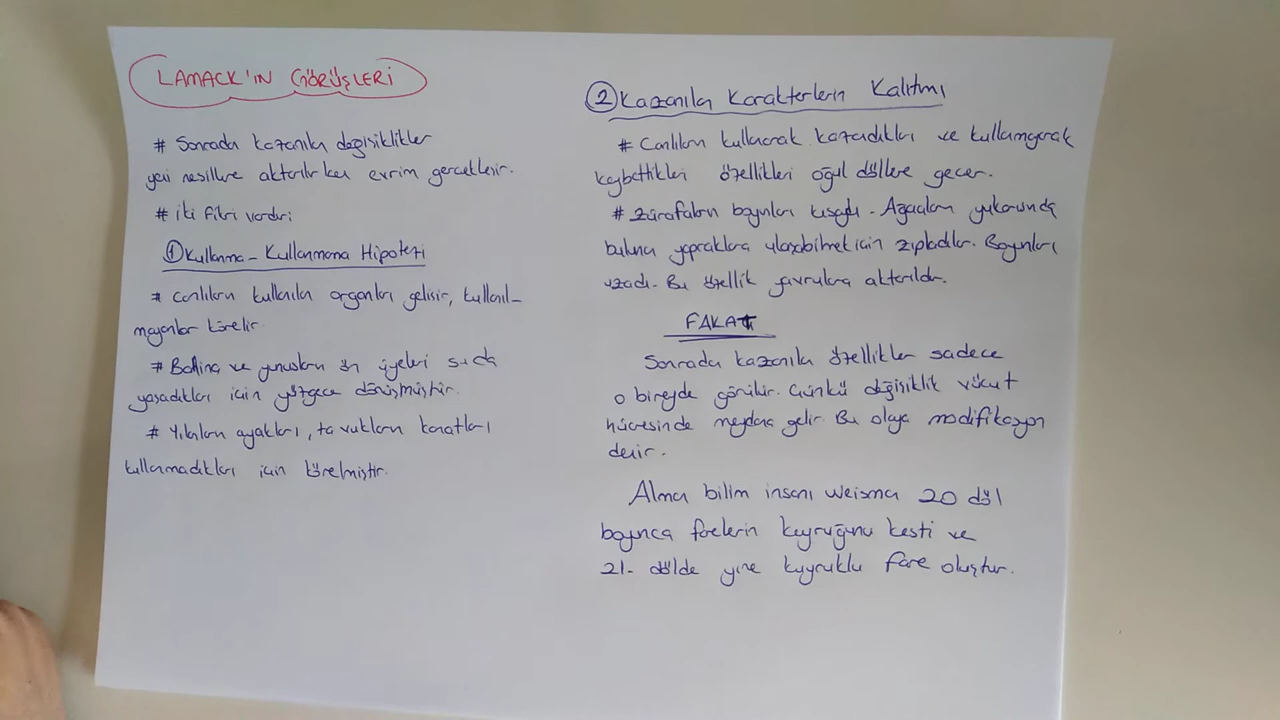 LAMACK'IN GÖRÜŞLERİ
# Sonradan kazanılan değişiklikler
yeni nesillere aktarılırken evrim gerçekleşir.
# iki fikri vardır:
① Kullanma - Kullanmama Hipotezi
# canlıların kullanılan organları gelişir, kullanıl-
mayanlar körelir.
# Balina ve yunusların ön üyeleri suda
yaşadıkları için yüzgece dönüşmüştür.
# Yılanların ayakları, tavukların kanatları
kullanmadıkları için körelmiştir.
② Kazanılan Karakterlerin Kalıtımı
# Canlıların kullanarak kazandıkları ve kullanmayarak
kaybettikleri özellikleri oğul döllere geçer.
# zürafaların boyunları kısaydı. Ağaçların yukarısında
bulunan yapraklara ulaşabilmek için zıpladılar. Boyunları
uzadı. Bu özellik yavrulara aktarıldı.
FAKAT
Sonradan kazanılan özellikler sadece
o bireyde görülür. Çünkü değişiklik vücut
hücresinde meydana gelir. Bu olaya modifikasyon
denir.
Alman bilim insanı Weisman 20 döl
boyunca farelerin kuyruğunu kesti ve
21. dölde yine kuyruklu fare oluştur.